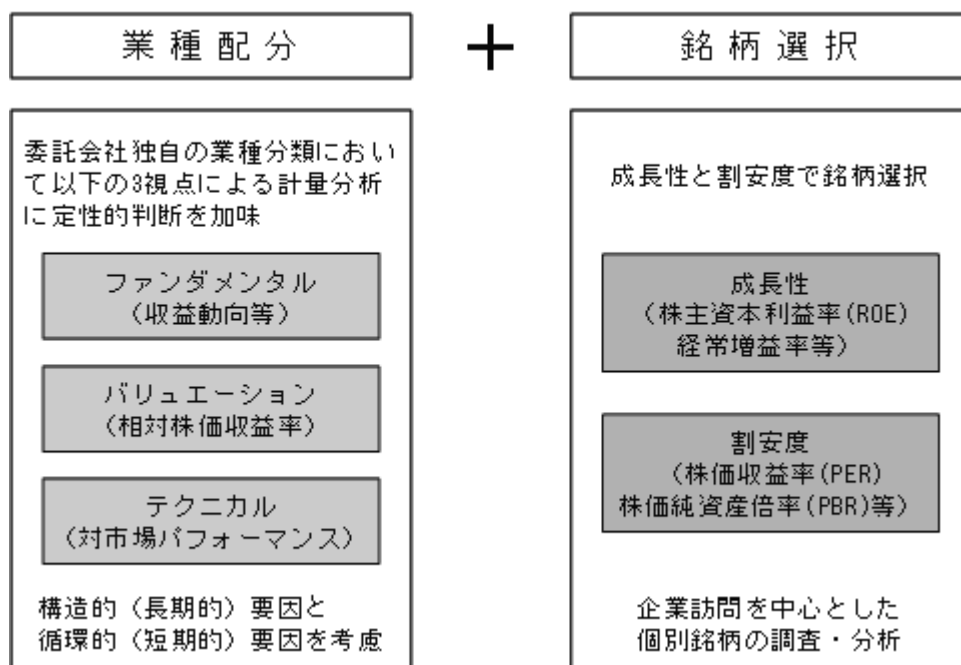 業種配分
+
銘柄選択
委託会社独自の業種分類におい
て以下の3視点による計量分析
に定性的判断を加味
ファンダメンタル
(収益動向等)
バリュエーション
(相対株価収益率)
テクニカル
(対市場パフォーマンス)
構造的(長期的)要因と
循環的(短期的)要因を考慮
成長性と割安度で銘柄選択
成長性
(株主資本利益率(ROE)
経常増益率等)
割安度
(株価収益率(PER)
株価純資産倍率(PBR)等)
企業訪問を中心とした
個別銘柄の調査・分析